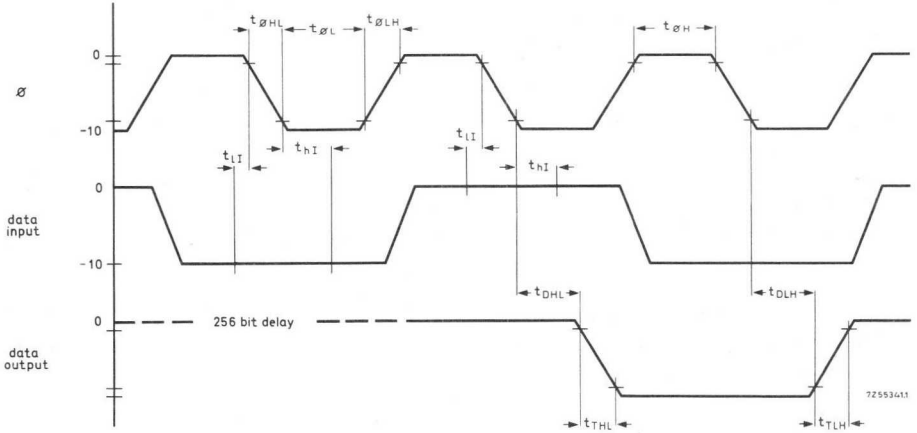 tØHL tØL tØLH tØH
0
Ø
-10
tlI thI tlI thI
0
data
input
-10
tDHL tDLH
0 256 bit delay
data
output
7Z55341.1
tTHL tTLH